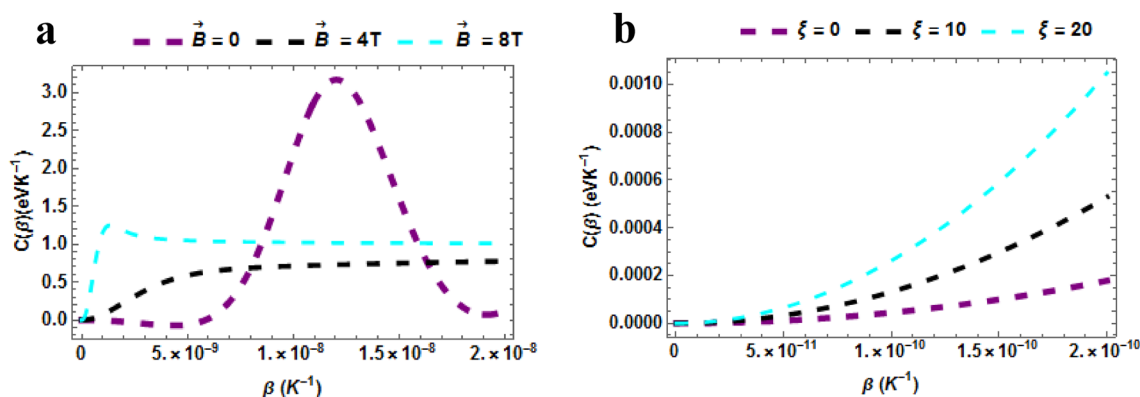 a
B⃗ = 0 B⃗ = 4T B⃗ = 8T
C(β)(eVK⁻¹)
3.0
2.5
2.0
1.5
1.0
0.5
0.0
0 5.×10⁻⁹ 1.×10⁻⁸ 1.5×10⁻⁸ 2.×10⁻⁸
β (K⁻¹)
b
ξ = 0 ξ = 10 ξ = 20
C(β) (eVK⁻¹)
0.0010
0.0008
0.0006
0.0004
0.0002
0.0000
0 5.×10⁻¹¹ 1.×10⁻¹⁰ 1.5×10⁻¹⁰ 2.×10⁻¹⁰
β (K⁻¹)